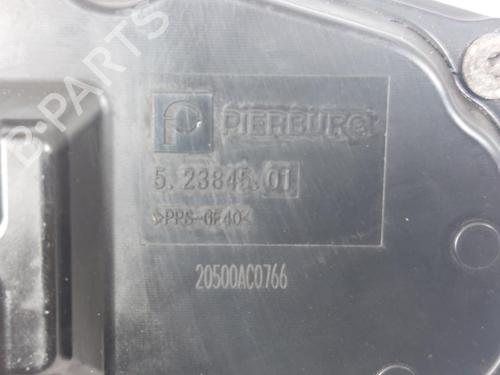 B-PARTS
PIERBURG
5. 23845.01
>PPS-GF40<
20500AC0766